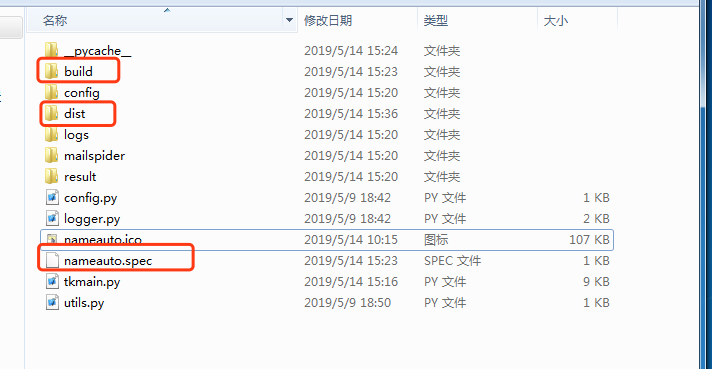 名称 修改日期 类型 大小
__pycache__ 2019/5/14 15:24 文件夹
build 2019/5/14 15:23 文件夹
config 2019/5/14 15:20 文件夹
dist 2019/5/14 15:36 文件夹
logs 2019/5/14 15:20 文件夹
mailspider 2019/5/14 15:20 文件夹
result 2019/5/14 15:20 文件夹
config.py 2019/5/9 18:42 PY 文件 1 KB
logger.py 2019/5/9 18:42 PY 文件 2 KB
nameauto.ico 2019/5/14 10:15 图标 107 KB
nameauto.spec 2019/5/14 15:23 SPEC 文件 1 KB
tkmain.py 2019/5/14 15:16 PY 文件 9 KB
utils.py 2019/5/9 18:50 PY 文件 1 KB